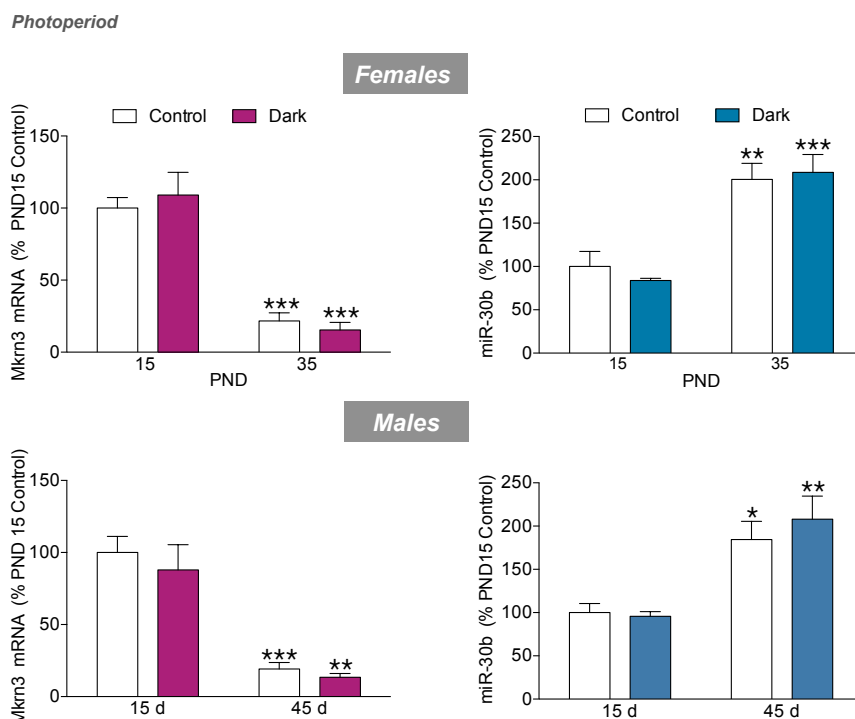 Photoperiod
Females
Control Dark
Mkrn3 mRNA (% PND15 Control)
150
100
50
0
***
***
15 35
PND
Control Dark
miR-30b (% PND15 Control)
250
200
150
100
50
0
**
***
15 35
PND
Males
Mkrn3 mRNA (% PND 15 Control)
150
100
50
0
***
**
15 d 45 d
miR-30b (% PND15 Control)
250
200
150
100
50
0
*
**
15 d 45 d